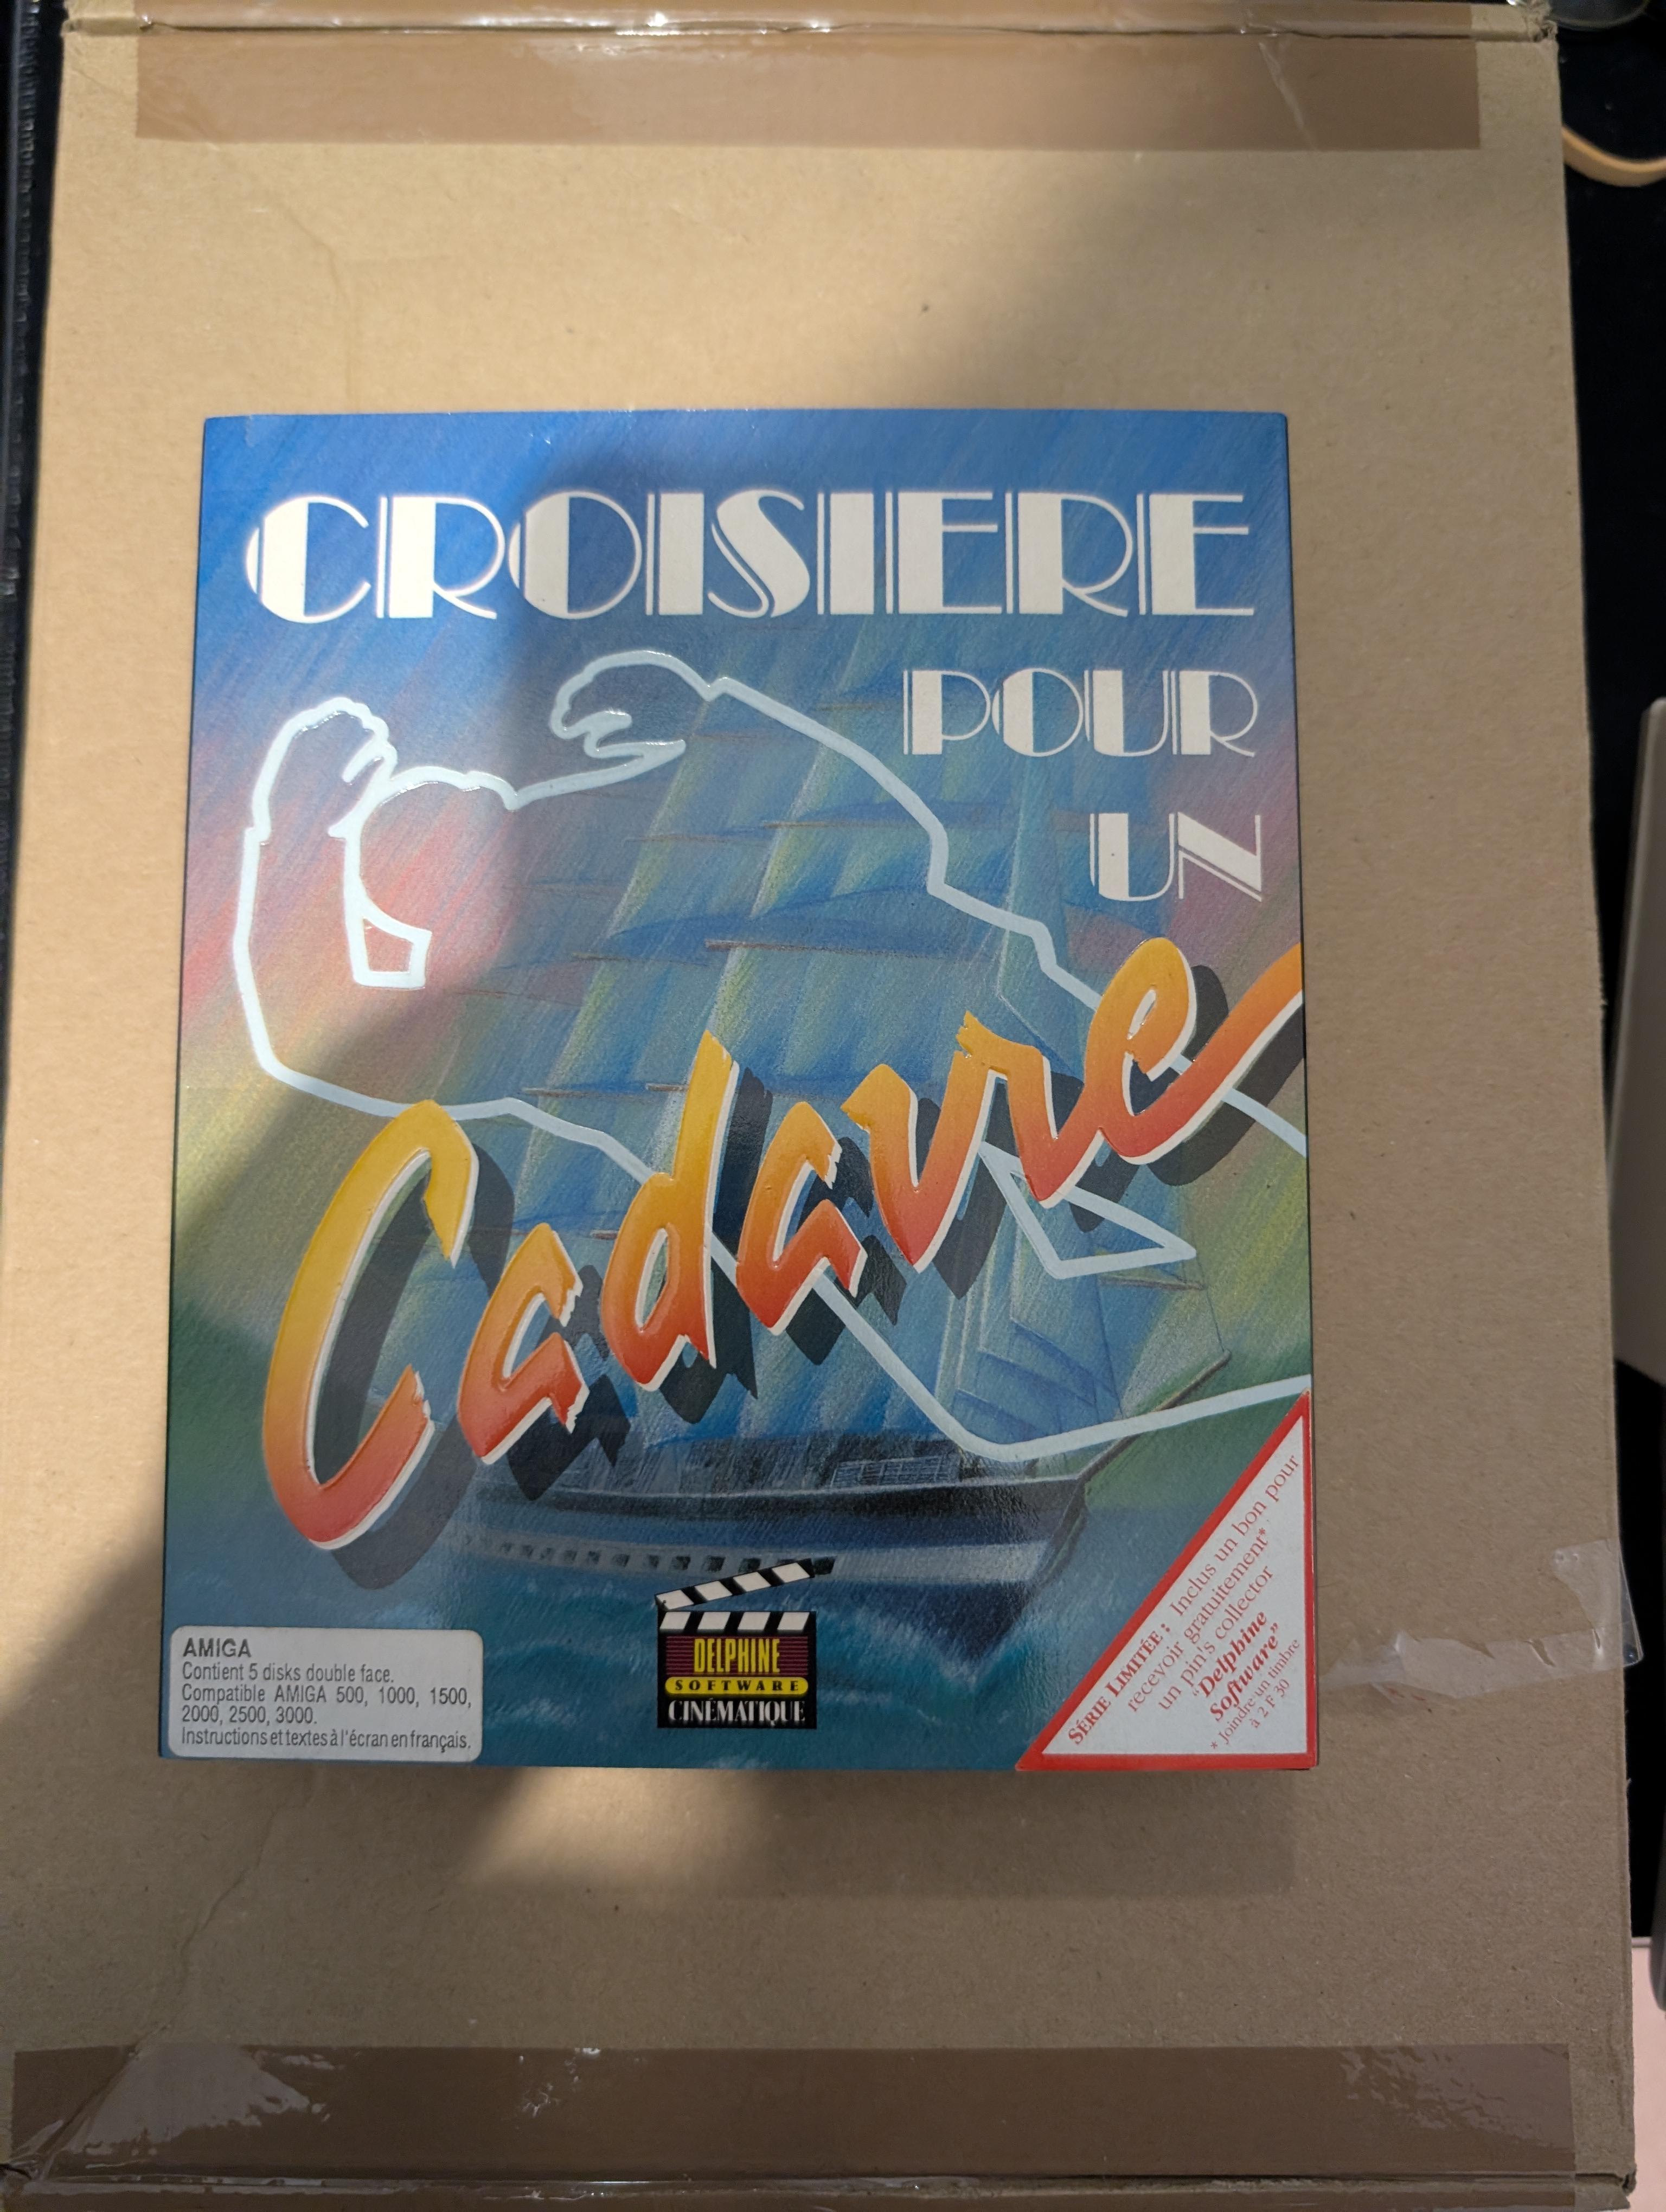 CROISIERE
POUR
UN
Cadavre
AMIGA
Contient 5 disks double face.
Compatible AMIGA 500, 1000, 1500,
2000, 2500, 3000.
Instructions et textes à l'écran en français.
DELPHINE
SOFTWARE
CINÉMATIQUE
SÉRIE LIMITÉE : Inclus un bon pour
recevoir gratuitement*
un pin's collector
"Delphine
Software"
* Joindre un timbre
à 2 F 30